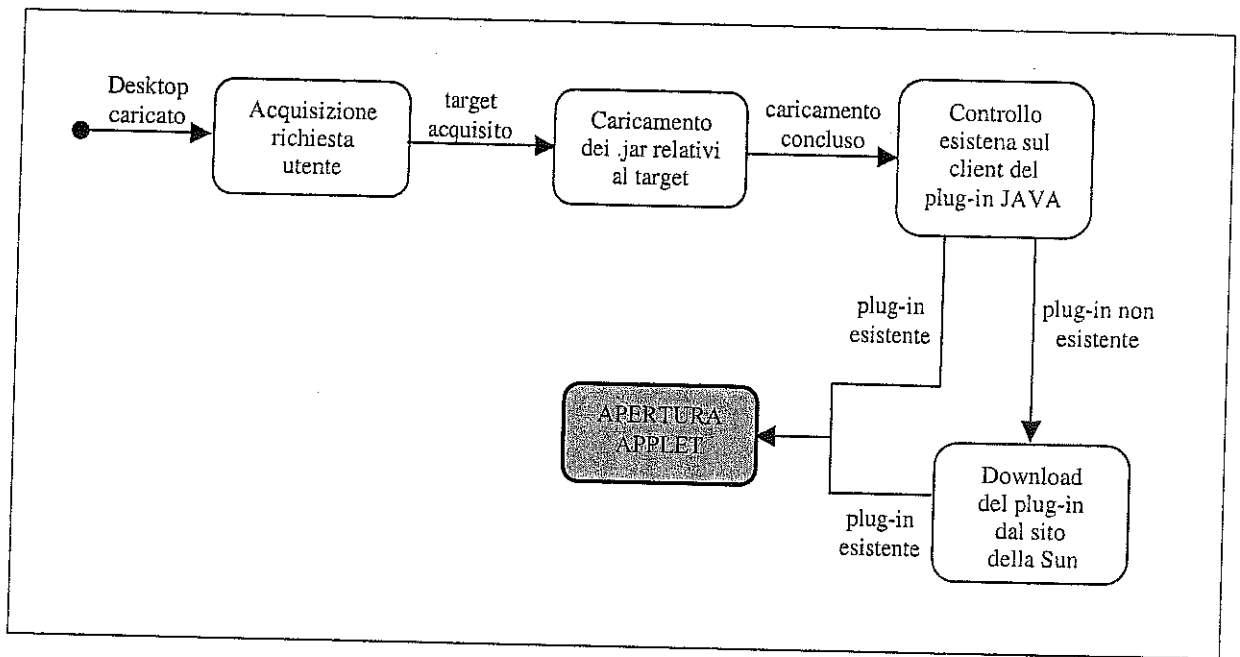 Desktop
caricato
Acquisizione
richiesta
utente
target
acquisito
Caricamento
dei .jar relativi
al target
caricamento
concluso
Controllo
esistena sul
client del
plug-in JAVA
plug-in
esistente
plug-in non
esistente
APERTURA
APPLET
Download
del plug-in
dal sito
della Sun
plug-in
esistente